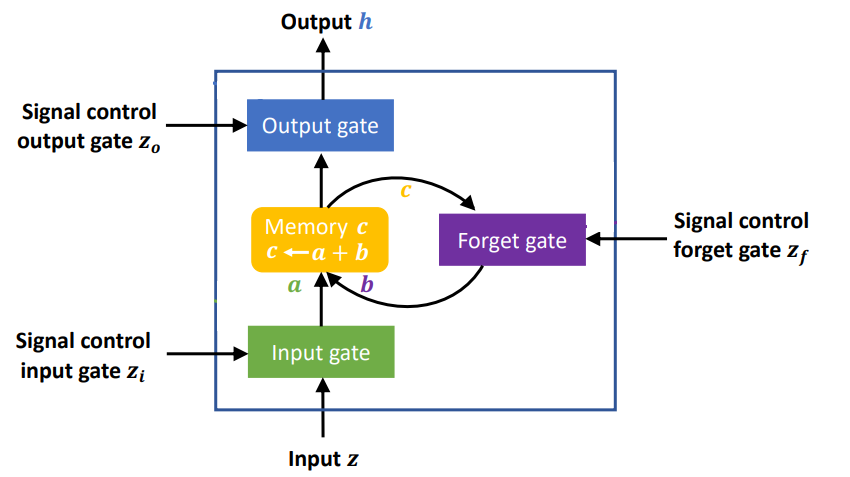 Output h
Signal control
output gate z_o
Output gate
c
Memory c
c ← a + b
Forget gate
Signal control
forget gate z_f
a
b
Signal control
input gate z_i
Input gate
Input z